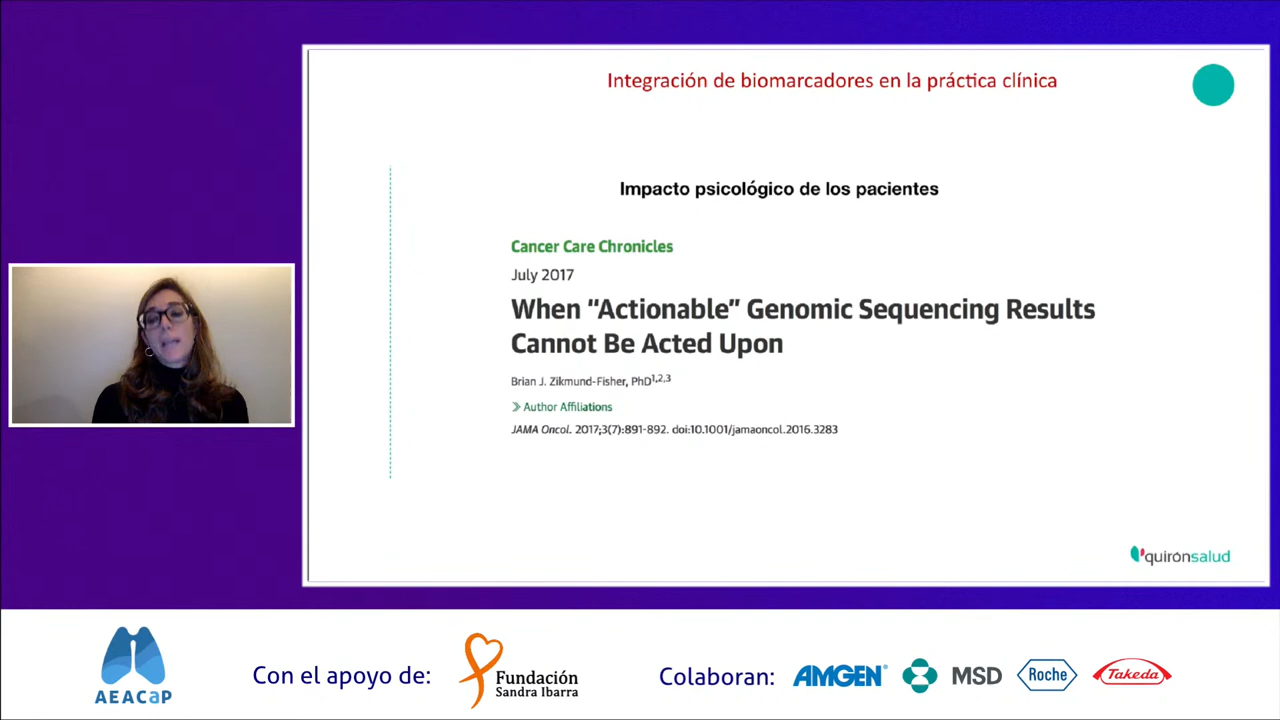 Integración de biomarcadores en la práctica clínica
Impacto psicológico de los pacientes
Cancer Care Chronicles
July 2017
When “Actionable” Genomic Sequencing Results
Cannot Be Acted Upon
Brian J. Zikmund-Fisher, PhD1,2,3
≫ Author Affiliations
JAMA Oncol. 2017;3(7):891-892. doi:10.1001/jamaoncol.2016.3283
quirónsalud
AEACaP
Con el apoyo de:
Fundación
Sandra Ibarra
Colaboran:
AMGEN®
MSD
Roche
Takeda